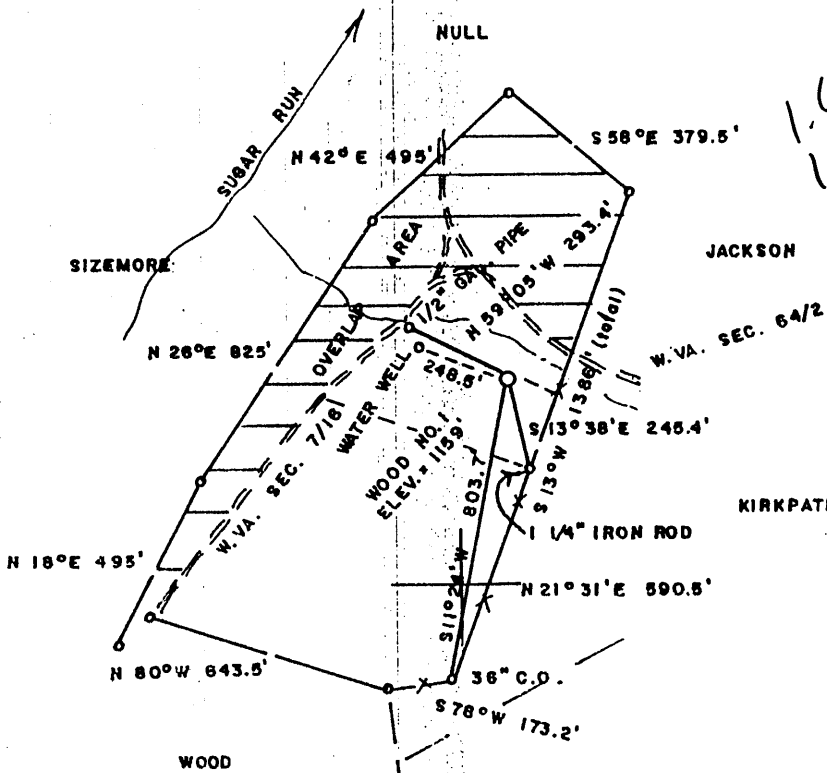 NULL
SUGAR RUN
N 42d E 495'
S 58°E 379.5'
SIZEMORE
AREA
OVERLAP
1/2" GAL. PIPE
N 59°05'W 293.4'
JACKSON
W.VA. SEC. 64/2
N 26°E 825'
W.VA. SEC. 7/16
WATER WELL
248.5'
WOOD NO. 1
ELEV.= 1159'
S 13°38'E 245.4'
S 13°W 1386' (total)
803.7'
S 11°24'W
KIRKPAT
1 1/4" IRON ROD
N 18°E 495'
N 21°31'E 590.5'
N 80°W 643.5'
36" C.O.
S 78°W 173.2'
WOOD